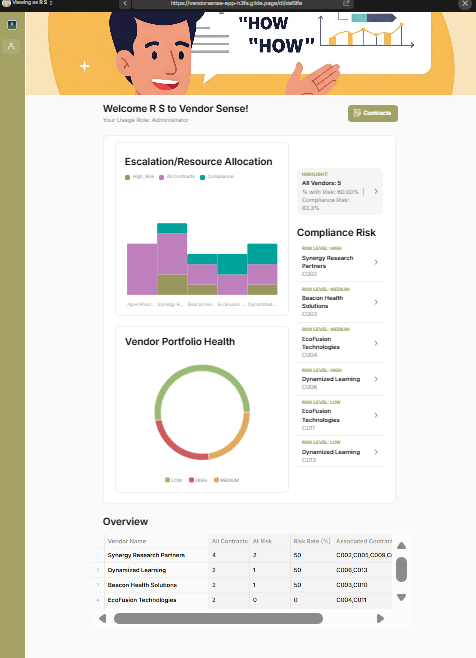 Viewing as R S
https://vendorsense-app-h3fa.glide.page/dl/daf9fa
"HOW
"HOW"
Welcome R S to Vendor Sense!
Your Usage Role: Administrator
Contracts
Escalation/Resource Allocation
High_Risk All Contracts Compliance
Synergy R... Beacon He... EcoFusion ... Dynamized...
HIGHLIGHT:
All Vendors: 5
% with Risk: 60.00% |
Compliance Risk:
83.3%
Compliance Risk
RISK LEVEL: HIGH
Synergy Research
Partners
C002
RISK LEVEL: MEDIUM
Beacon Health
Solutions
C003
RISK LEVEL: MEDIUM
EcoFusion
Technologies
C004
RISK LEVEL: HIGH
Dynamized Learning
C006
RISK LEVEL: LOW
EcoFusion
Technologies
C011
RISK LEVEL: LOW
Dynamized Learning
C013
Vendor Portfolio Health
LOW HIGH MEDIUM
Overview
Vendor Name All Contracts At Risk Risk Rate (%) Associated Contract
Synergy Research Partners 4 2 50 C002,C005,C009,C
Dynamized Learning 2 1 50 C006,C013
3 Beacon Health Solutions 2 1 50 C003,C010
4 EcoFusion Technologies 2 0 0 C004,C011